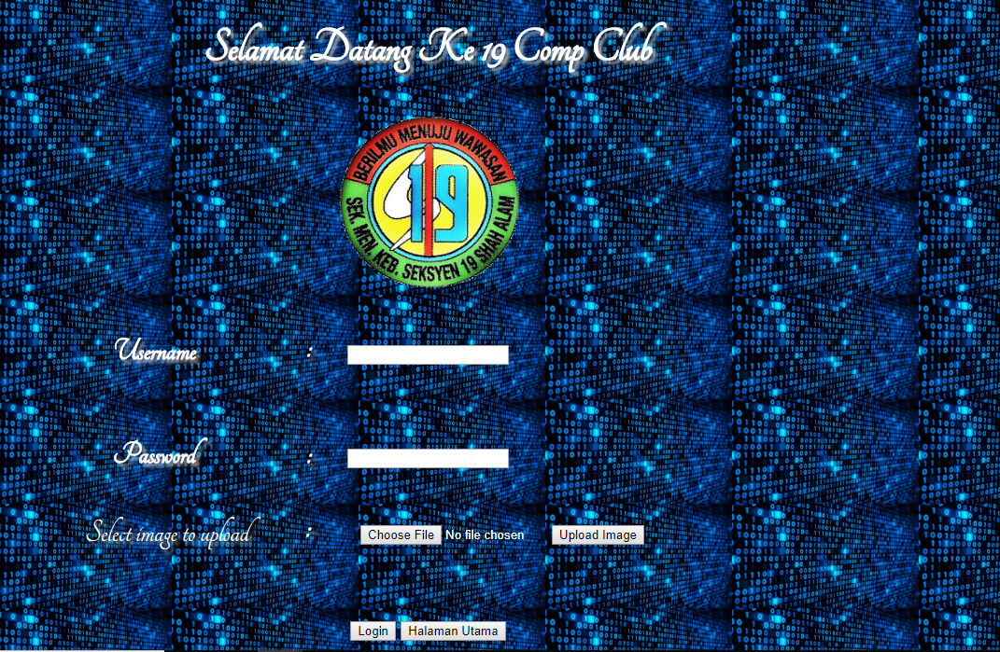 Selamat Datang Ke 19 Comp Club
BERILMU MENUJU WAWASAN
19
SEK. MEN. KEB. SEKSYEN 19 SHAH ALAM
Username :
Password :
Select image to upload : Choose File No file chosen Upload Image
Login Halaman Utama